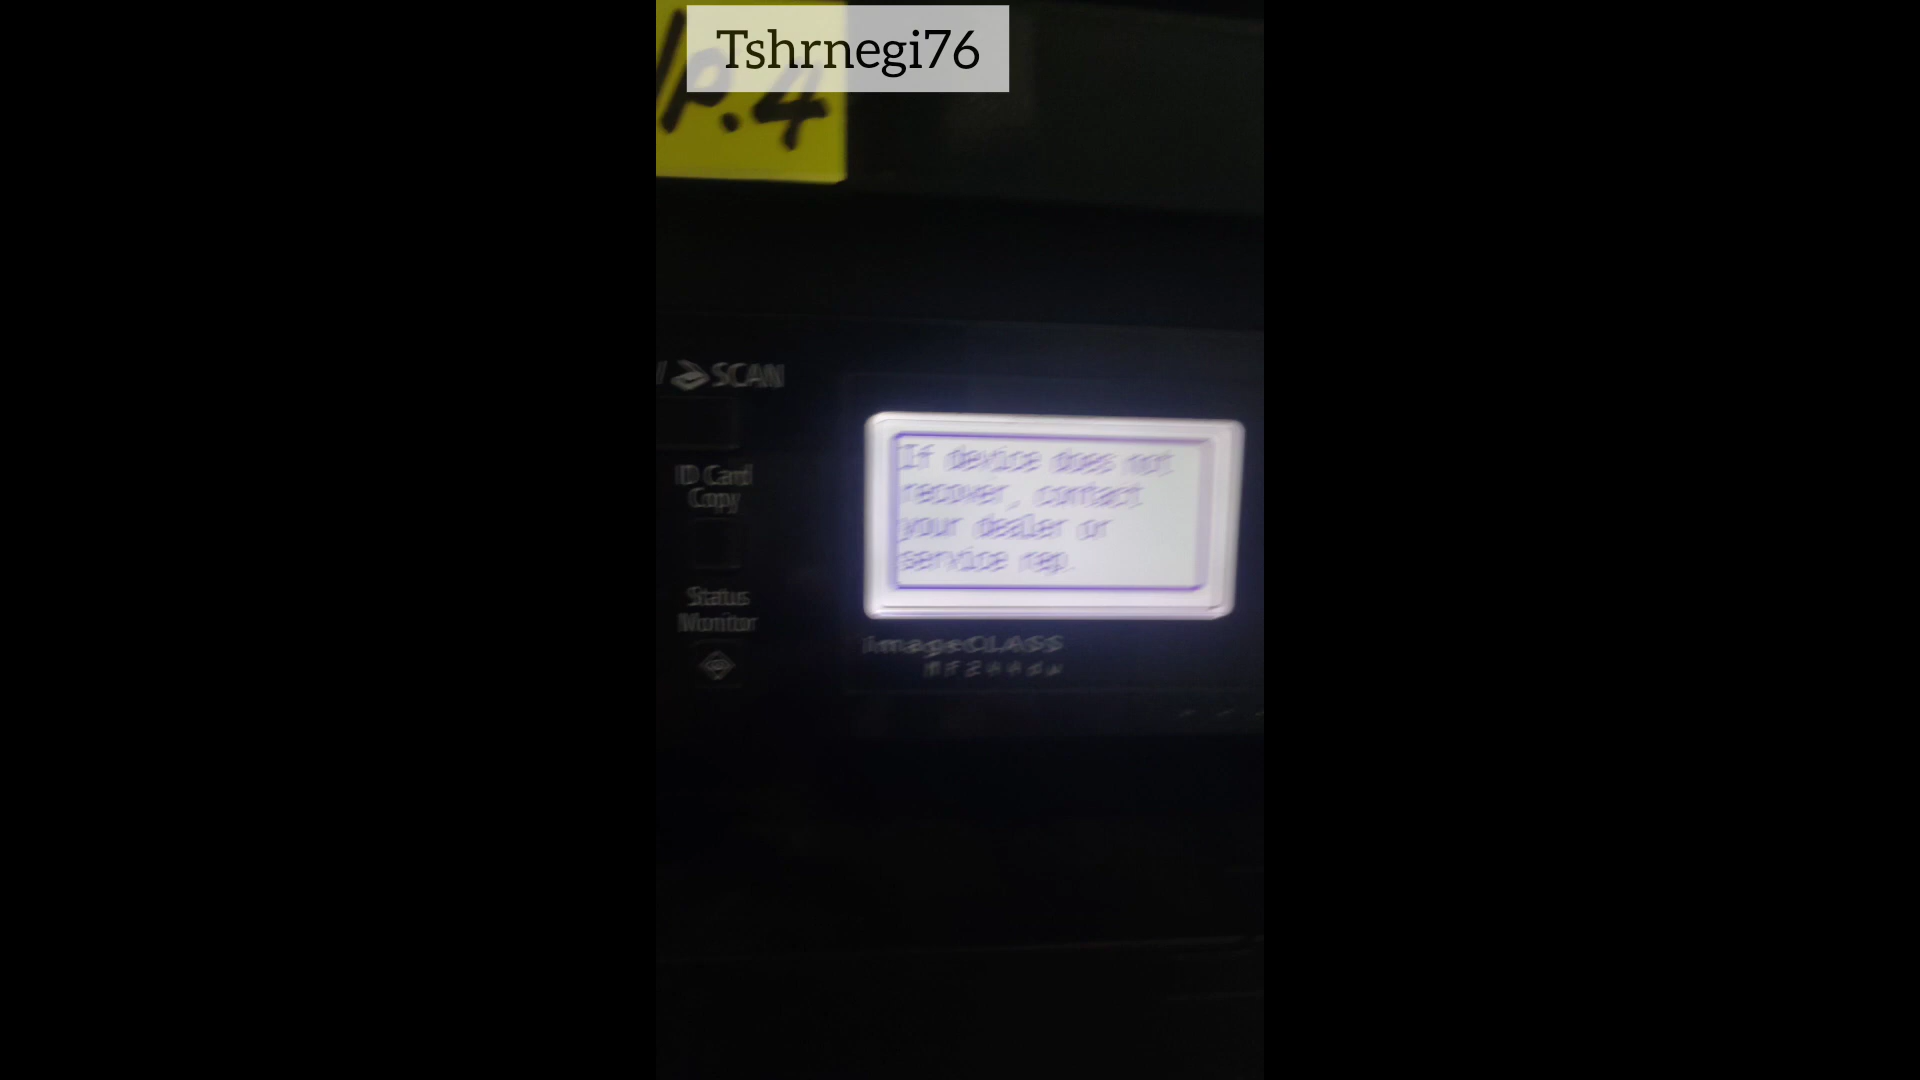 Tshrnegi76
P.4
SCAN
ID Card
Copy
If device does not
recover, contact
your dealer or
service rep.
Status
Monitor
imageCLASS